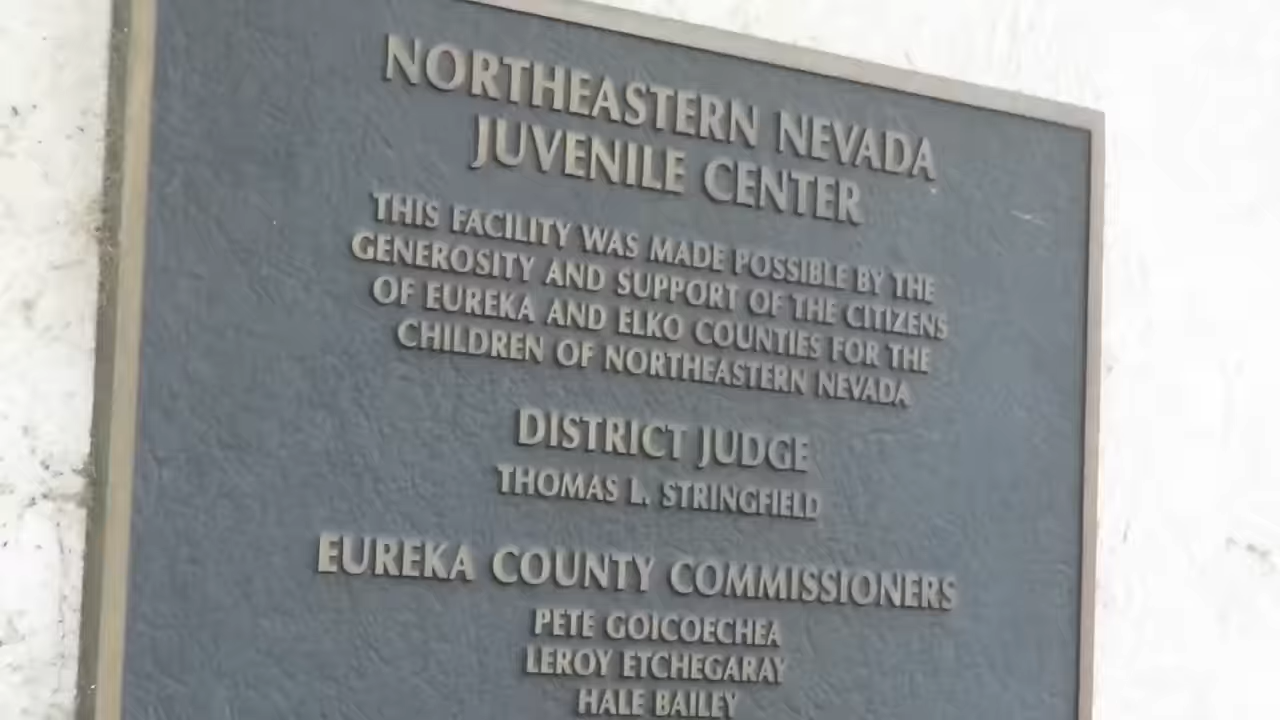 NORTHEASTERN NEVADA
JUVENILE CENTER
THIS FACILITY WAS MADE POSSIBLE BY THE
GENEROSITY AND SUPPORT OF THE CITIZENS
OF EUREKA AND ELKO COUNTIES FOR THE
CHILDREN OF NORTHEASTERN NEVADA
DISTRICT JUDGE
THOMAS L. STRINGFIELD
EUREKA COUNTY COMMISSIONERS
PETE GOICOECHEA
LEROY ETCHEGARAY
HALE BAILEY